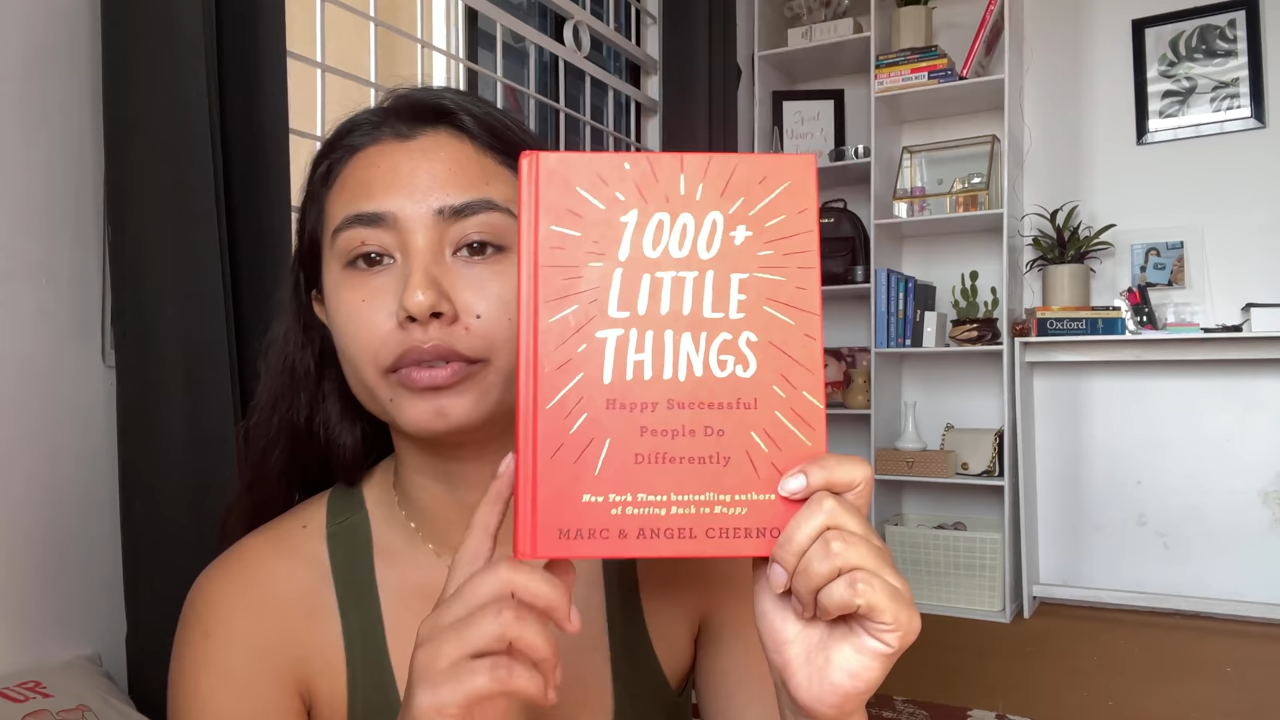 1000+
LITTLE
THINGS
Happy Successful
People Do
Differently
New York Times bestselling authors
of Getting Back to Happy
MARC & ANGEL CHERNO
Oxford
UP